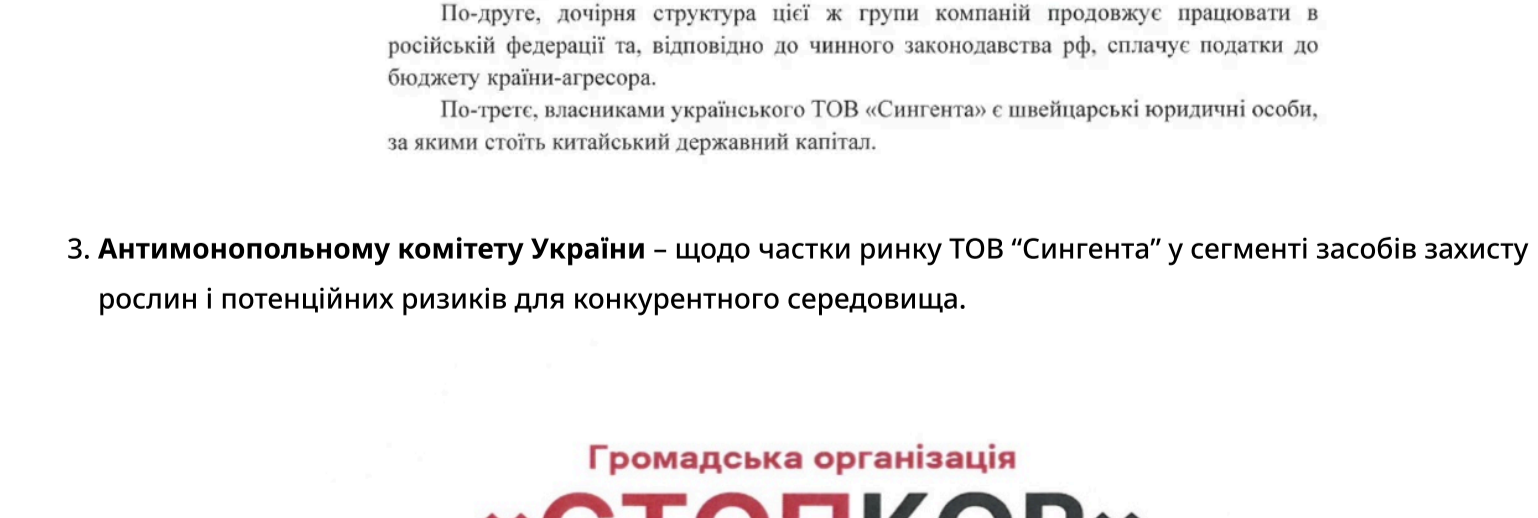 По-друге, дочірня структура цієї ж групи компаній продовжує працювати в
російській федерації та, відповідно до чинного законодавства рф, сплачує податки до
бюджету країни-агресора.
По-третє, власниками українського ТОВ «Сингента» є швейцарські юридичні особи,
за якими стоїть китайський державний капітал.
3. Антимонопольному комітету України – щодо частки ринку ТОВ “Сингента” у сегменті засобів захисту
рослин і потенційних ризиків для конкурентного середовища.
Громадська організація
«СТОПКОР»